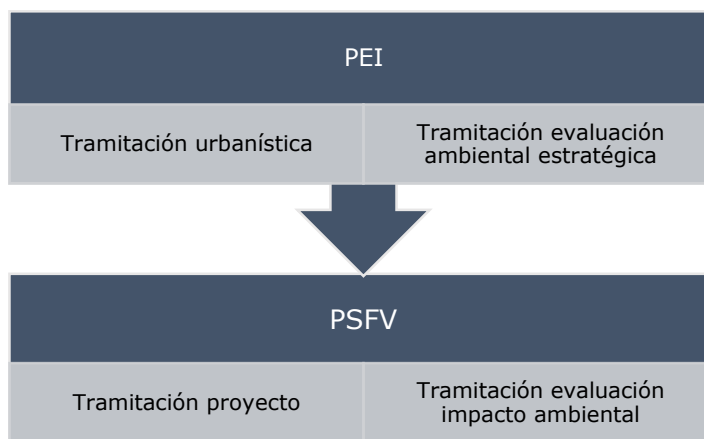 PEI
Tramitación urbanística
Tramitación evaluación
ambiental estratégica
PSFV
Tramitación proyecto
Tramitación evaluación
impacto ambiental